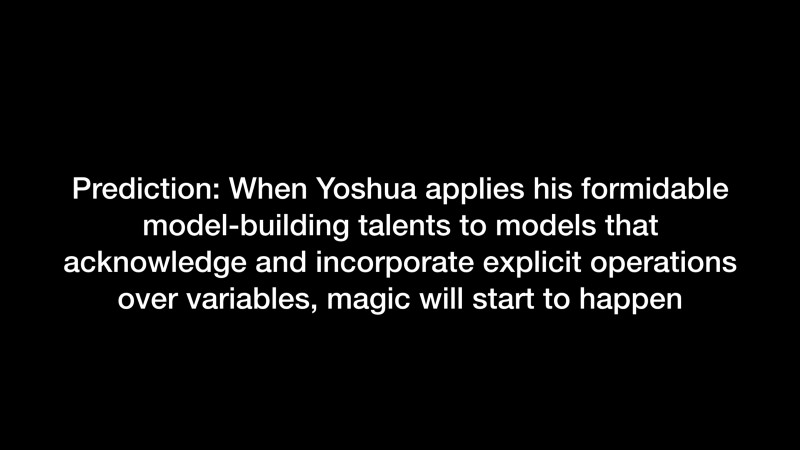 Prediction: When Yoshua applies his formidable
model-building talents to models that
acknowledge and incorporate explicit operations
over variables, magic will start to happen